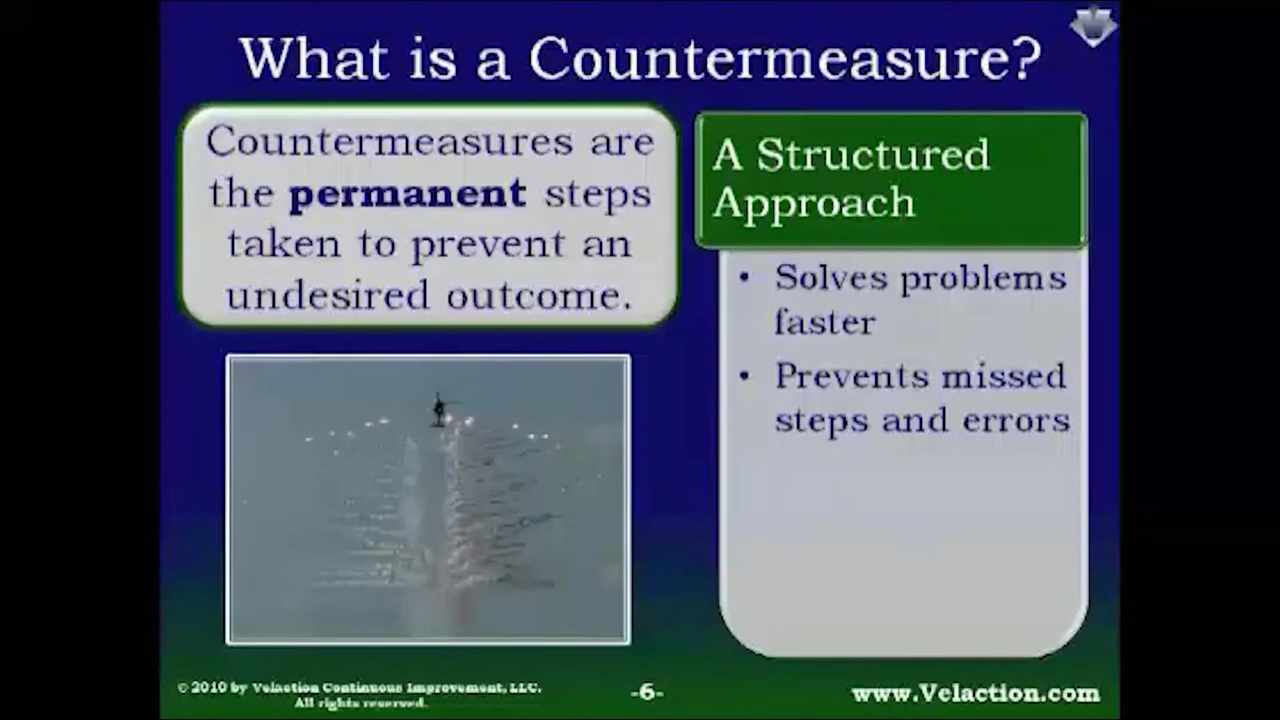 What is a Countermeasure?
Countermeasures are
the permanent steps
taken to prevent an
undesired outcome.
A Structured
Approach
• Solves problems
faster
• Prevents missed
steps and errors
© 2010 by Velaction Continuous Improvement, LLC.
All rights reserved.
-6-
www.Velaction.com